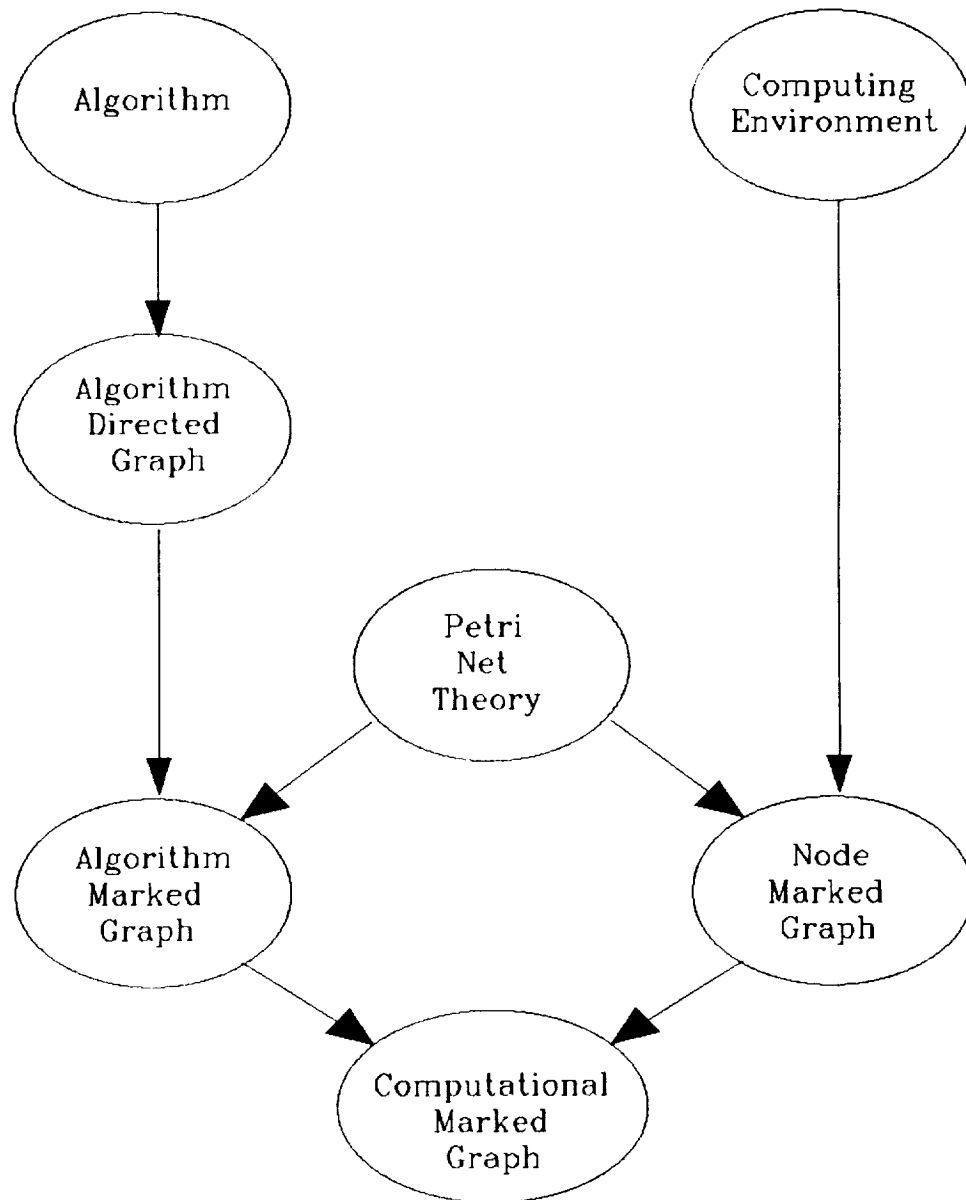 Algorithm
Computing
Environment
Algorithm
Directed
Graph
Petri
Net
Theory
Algorithm
Marked
Graph
Node
Marked
Graph
Computational
Marked
Graph